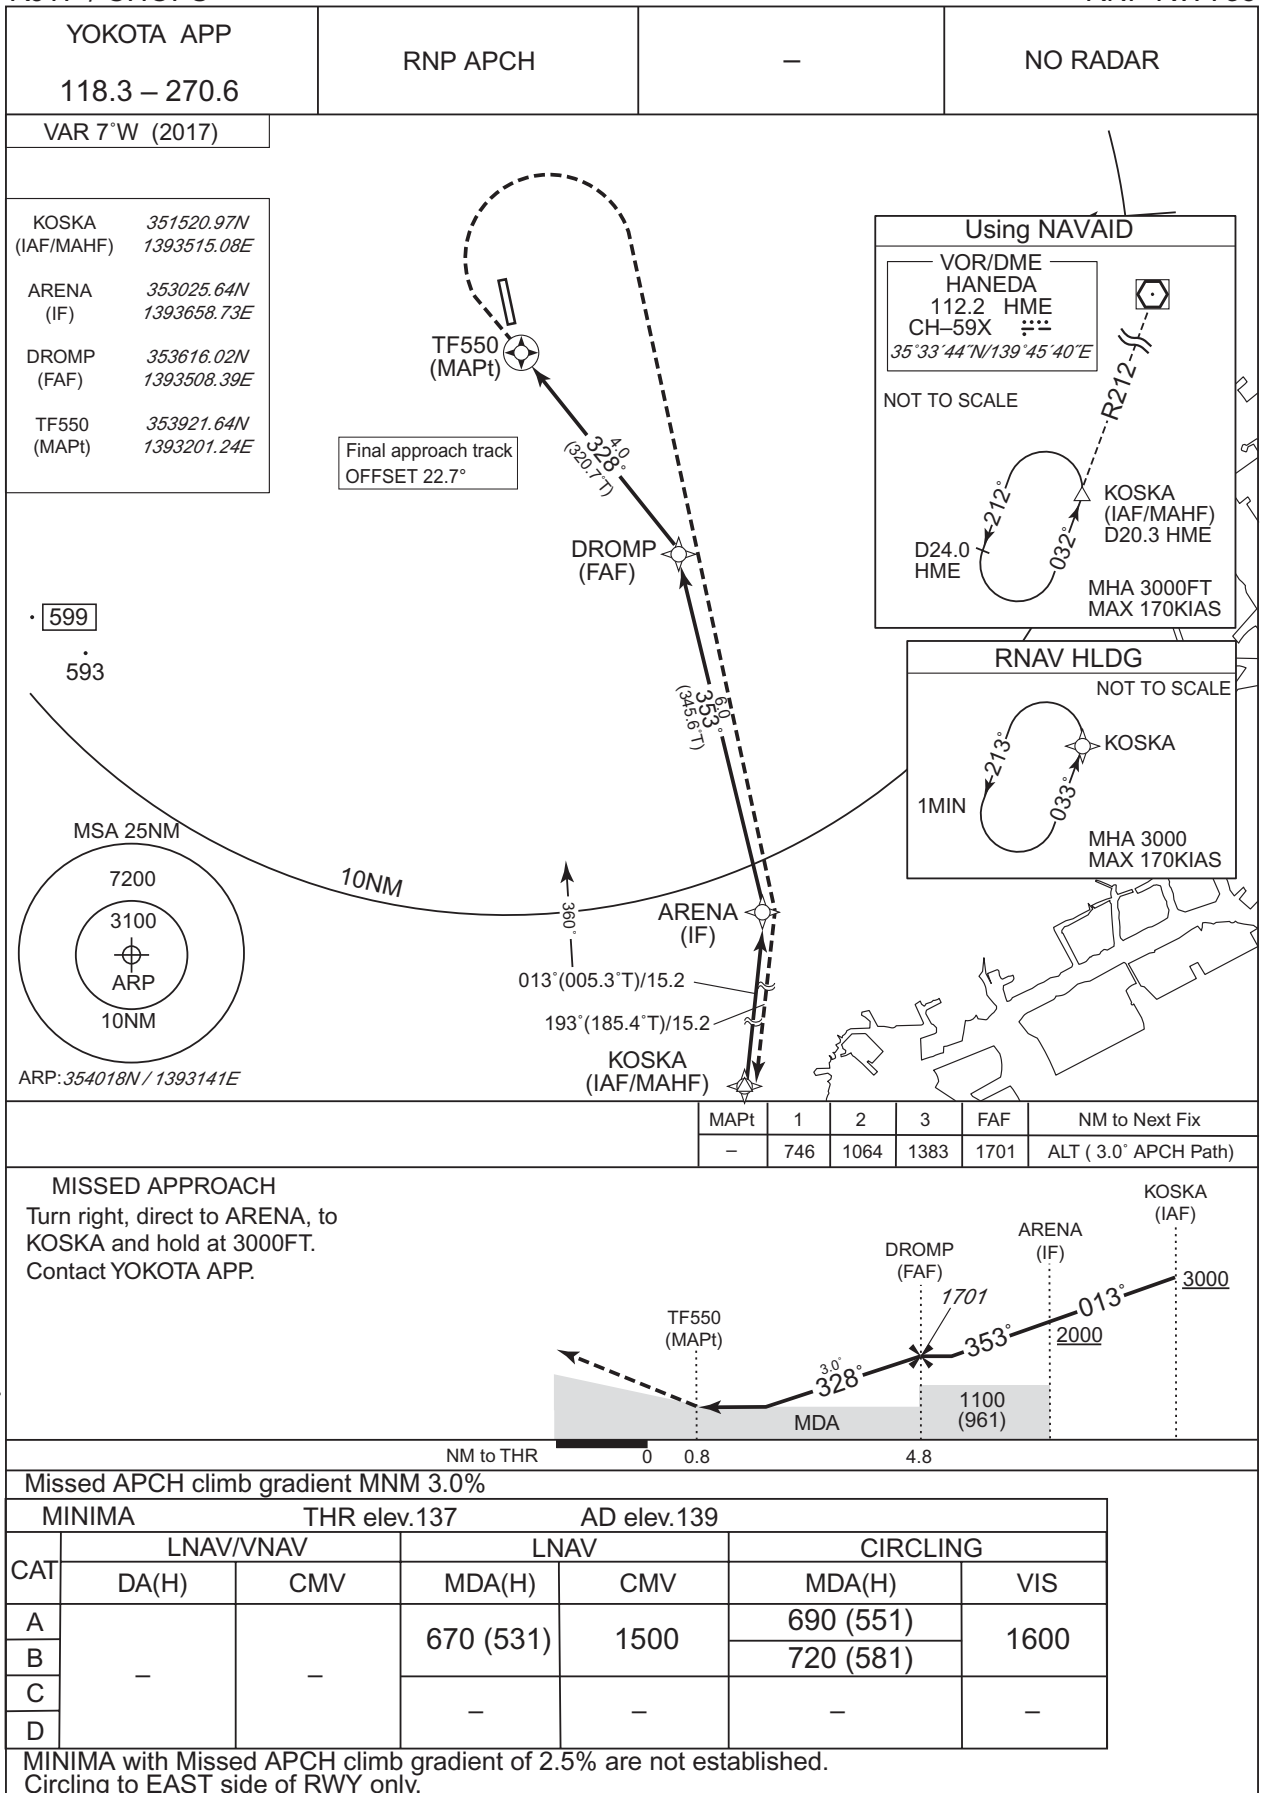 YOKOTA APP
118.3 – 270.6
RNP APCH
–
NO RADAR
VAR 7°W (2017)
KOSKA 351520.97N
(IAF/MAHF) 1393515.08E
ARENA 353025.64N
(IF) 1393658.73E
DROMP 353616.02N
(FAF) 1393508.39E
TF550 353921.64N
(MAPt) 1393201.24E
Using NAVAID
VOR/DME
HANEDA
112.2 HME
CH–59X
35°33′44″N/139°45′40″E
NOT TO SCALE
R212
212°
032°
KOSKA
(IAF/MAHF)
D20.3 HME
D24.0
HME
MHA 3000FT
MAX 170KIAS
RNAV HLDG
NOT TO SCALE
213°
033°
KOSKA
1MIN
MHA 3000
MAX 170KIAS
TF550
(MAPt)
Final approach track
OFFSET 22.7°
4.0
328°
(320.7°T)
DROMP
(FAF)
6.0
353°
(345.6°T)
599
593
10NM
360°
ARENA
(IF)
013°(005.3°T)/15.2
193°(185.4°T)/15.2
KOSKA
(IAF/MAHF)
MSA 25NM
7200
3100
ARP
10NM
ARP:354018N / 1393141E
MAPt 1 2 3 FAF NM to Next Fix
– 746 1064 1383 1701 ALT ( 3.0° APCH Path)
MISSED APPROACH
Turn right, direct to ARENA, to
KOSKA and hold at 3000FT.
Contact YOKOTA APP.
KOSKA
(IAF)
ARENA
(IF)
DROMP
(FAF)
1701
TF550
(MAPt)
3000
013°
2000
353°
3.0°
328°
1100
(961)
MDA
NM to THR 0 0.8 4.8
Missed APCH climb gradient MNM 3.0%
MINIMA THR elev.137 AD elev.139
CAT LNAV/VNAV LNAV CIRCLING
DA(H) CMV MDA(H) CMV MDA(H) VIS
A – – 670 (531) 1500 690 (551) 1600
B 720 (581)
C – – – –
D
MINIMA with Missed APCH climb gradient of 2.5% are not established.
Circling to EAST side of RWY only.